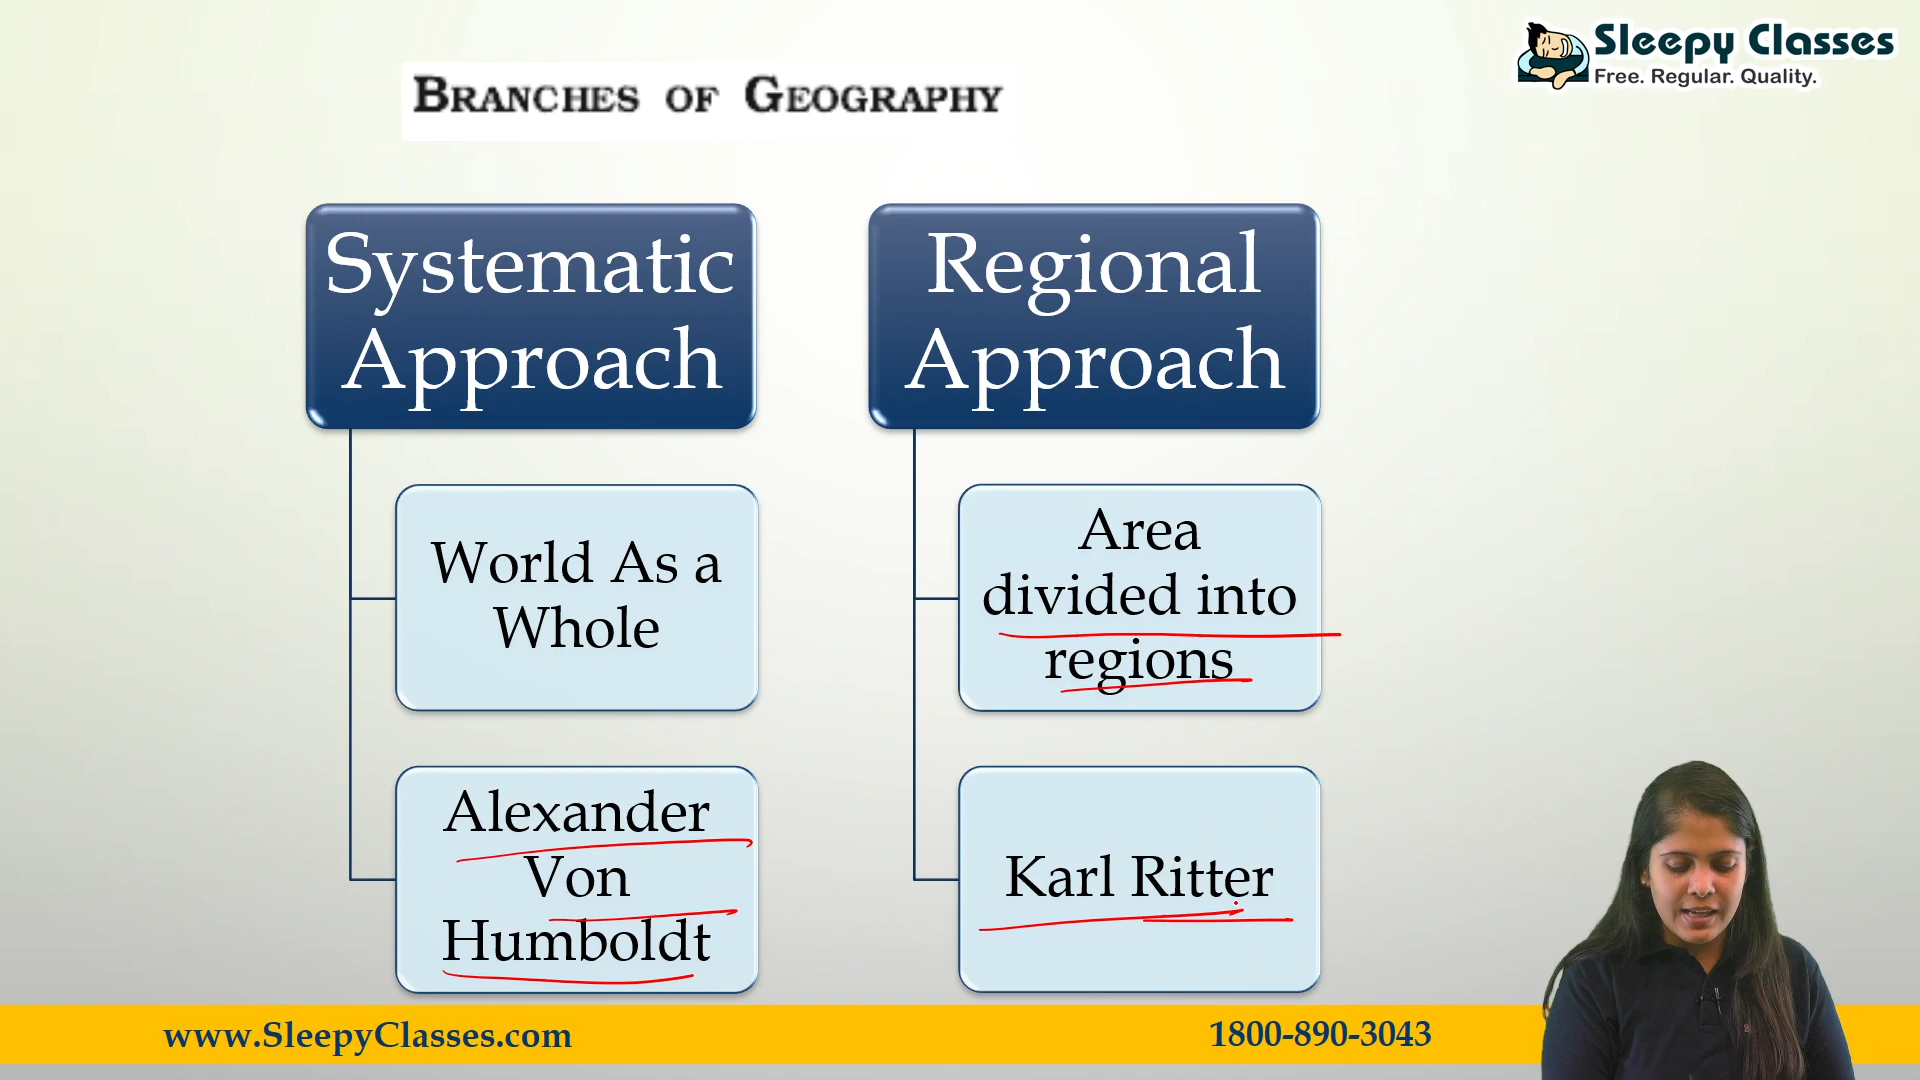 Sleepy Classes
Free. Regular. Quality.
BRANCHES OF GEOGRAPHY
Systematic
Approach
World As a
Whole
Alexander
Von
Humboldt
Regional
Approach
Area
divided into
regions
Karl Ritter
www.SleepyClasses.com
1800-890-3043